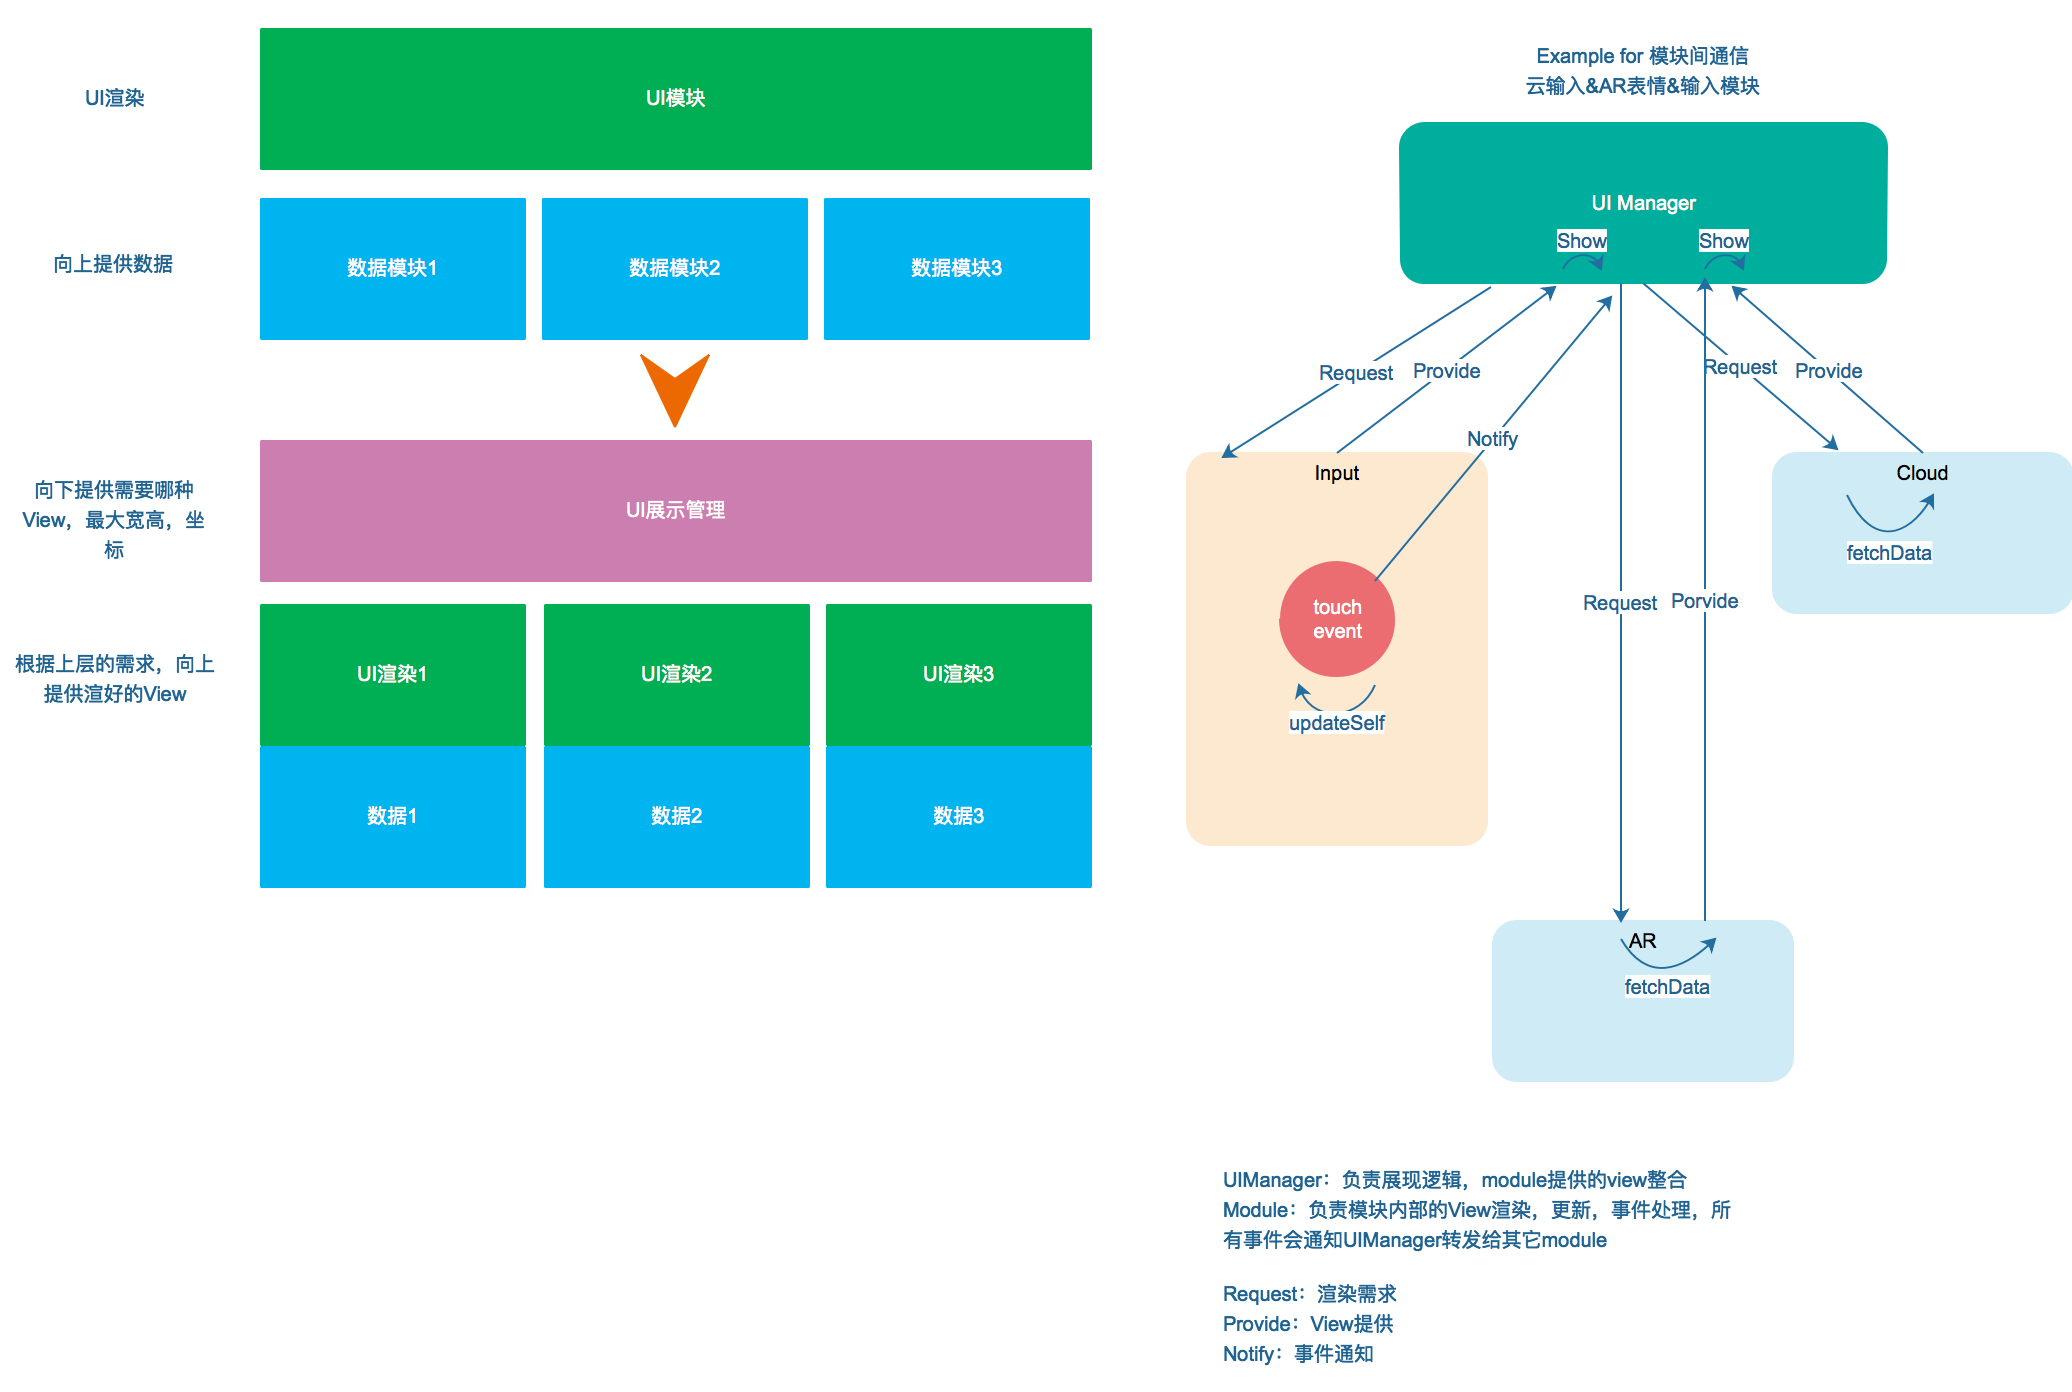 UI渲染
UI模块
向上提供数据
数据模块1
数据模块2
数据模块3
向下提供需要哪种
View，最大宽高，坐
标
UI展示管理
根据上层的需求，向上
提供渲好的View
UI渲染1
UI渲染2
UI渲染3
数据1
数据2
数据3
Example for 模块间通信
云输入&AR表情&输入模块
UI Manager
Show
Show
Request
Provide
Notify
Request
Provide
Input
touch
event
updateSelf
Cloud
fetchData
Request
Porvide
AR
fetchData
UIManager：负责展现逻辑，module提供的view整合
Module：负责模块内部的View渲染，更新，事件处理，所
有事件会通知UIManager转发给其它module
Request：渲染需求
Provide：View提供
Notify：事件通知